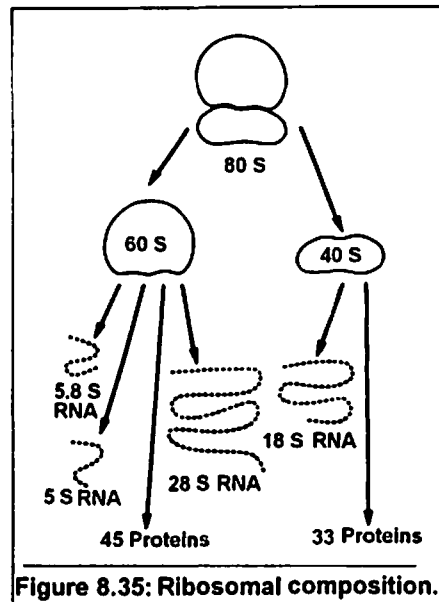 80 S
60 S
40 S
5.8 S
RNA
5 S RNA
28 S RNA
18 S RNA
45 Proteins
33 Proteins
Figure 8.35: Ribosomal composition.